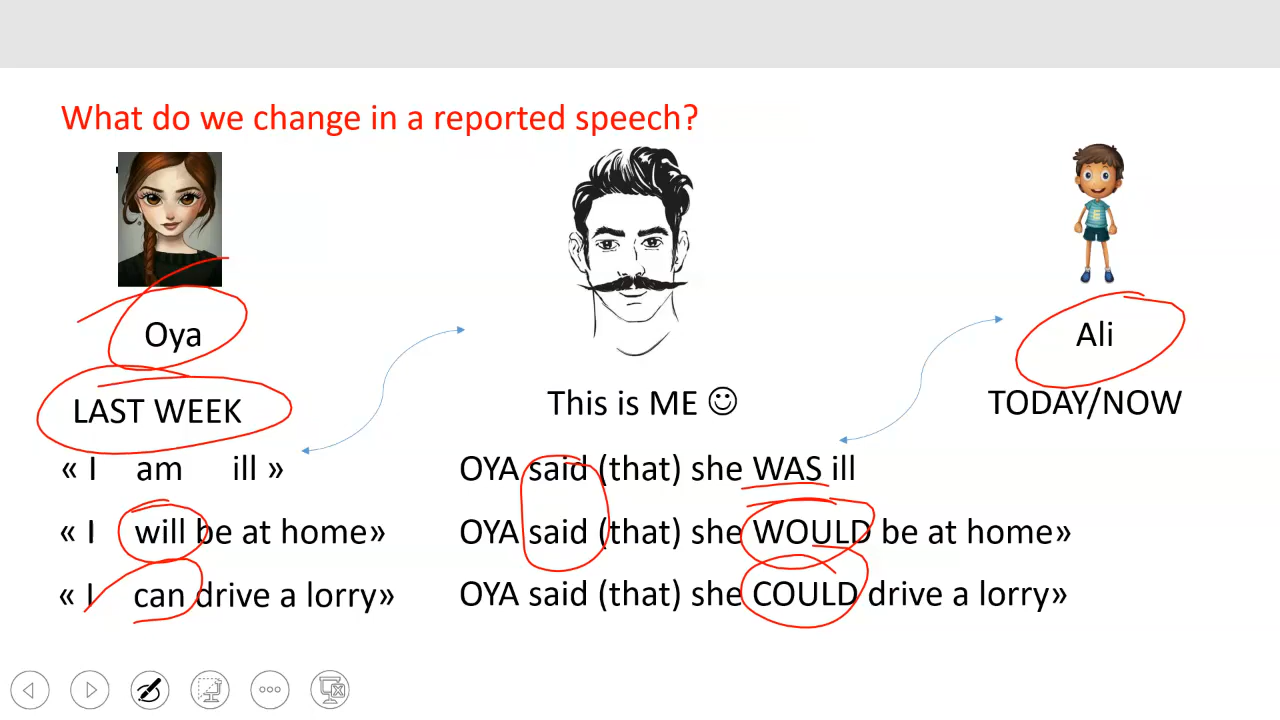 What do we change in a reported speech?
Oya
Ali
LAST WEEK
This is ME ☺
TODAY/NOW
« I am ill »
OYA said (that) she WAS ill
« I will be at home»
OYA said (that) she WOULD be at home»
« I can drive a lorry»
OYA said (that) she COULD drive a lorry»